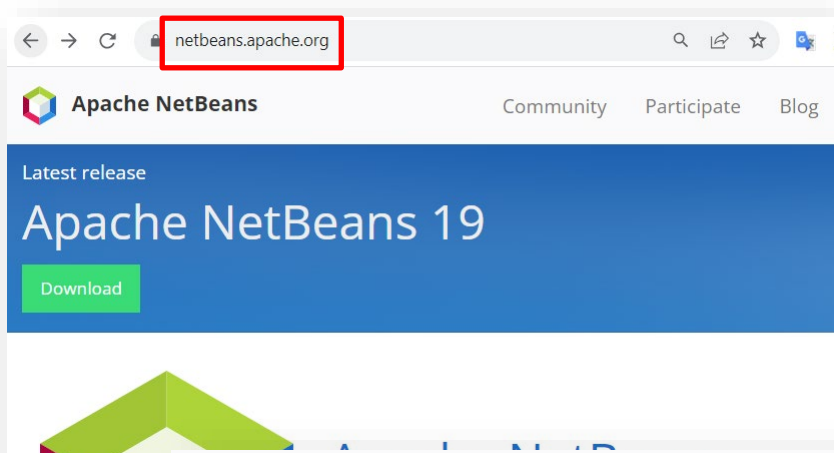 netbeans.apache.org
Apache NetBeans Community Participate Blog
Latest release
Apache NetBeans 19
Download